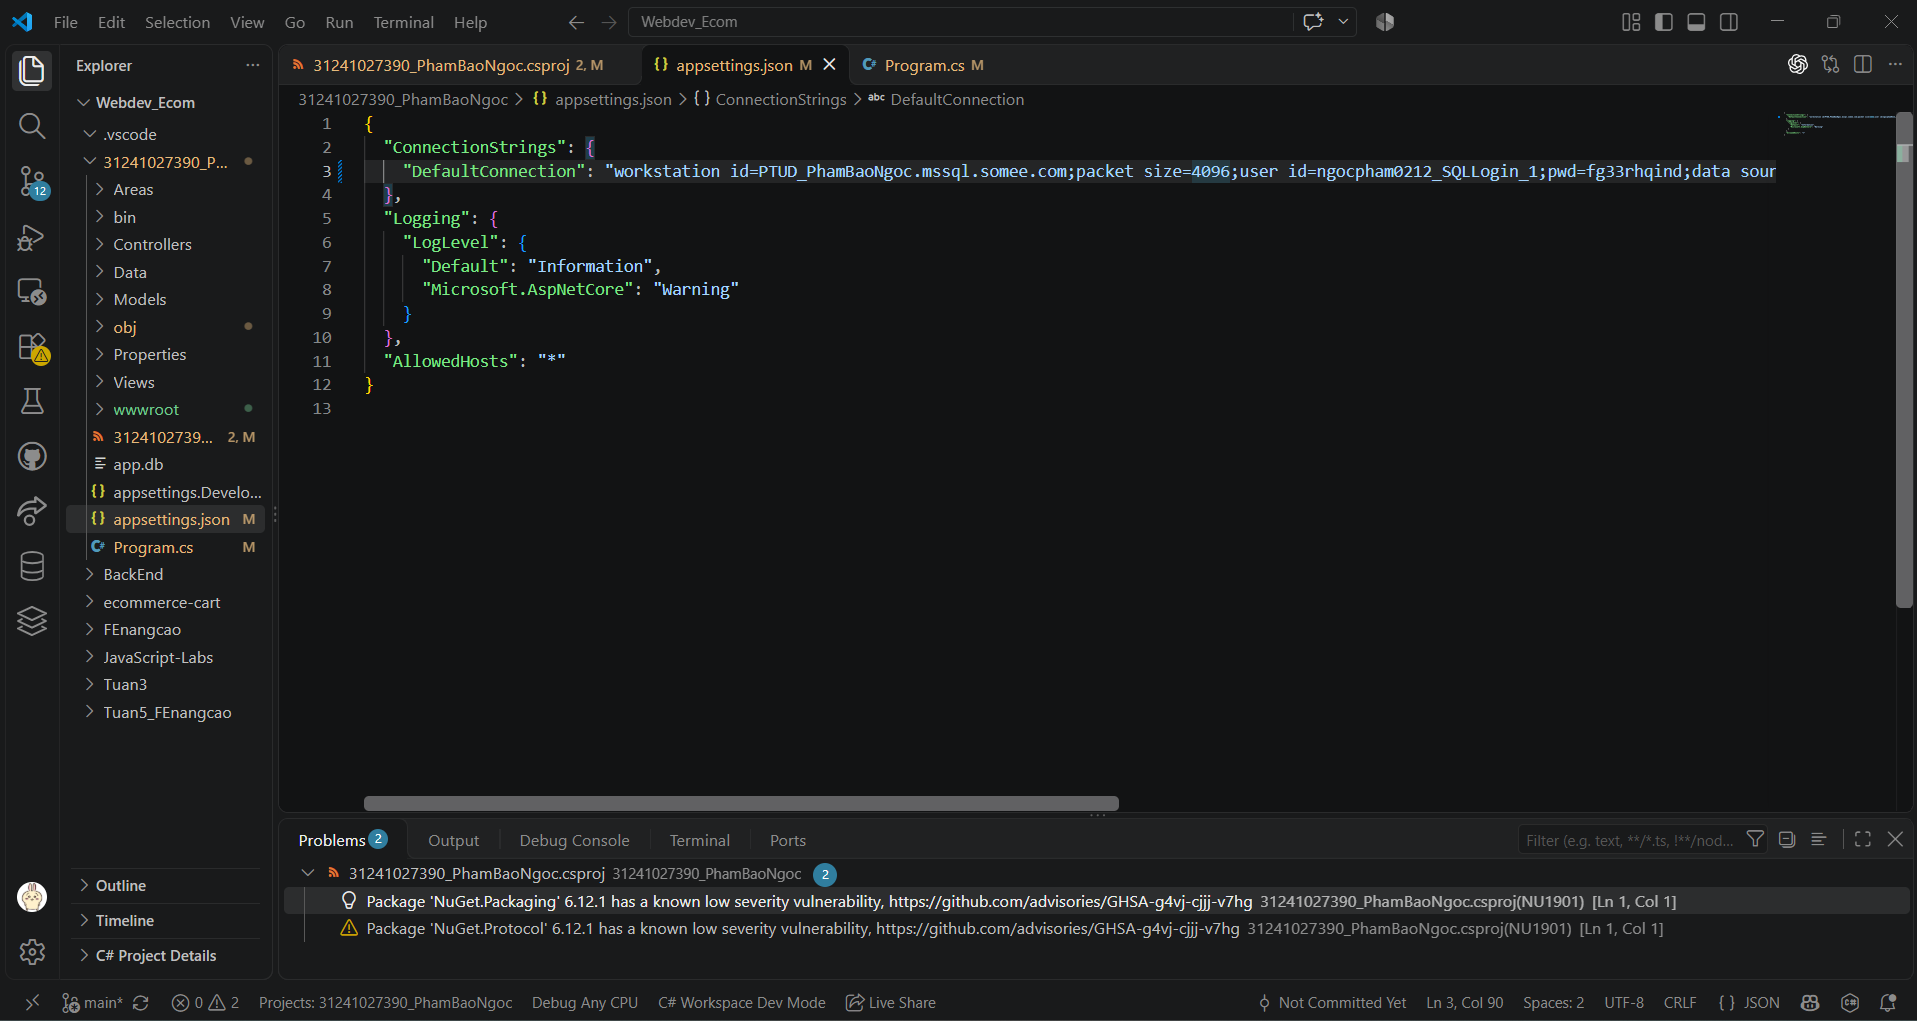 File Edit Selection View Go Run Terminal Help
Webdev_Ecom
Explorer
Webdev_Ecom
.vscode
31241027390_P...
Areas
bin
Controllers
Data
Models
obj
Properties
Views
wwwroot
3124102739... 2, M
app.db
appsettings.Develo...
appsettings.json M
Program.cs M
BackEnd
ecommerce-cart
FEnangcao
JavaScript-Labs
Tuan3
Tuan5_FEnangcao
Outline
Timeline
C# Project Details
12
31241027390_PhamBaoNgoc.csproj 2, M
{} appsettings.json M
C# Program.cs M
31241027390_PhamBaoNgoc > {} appsettings.json > {} ConnectionStrings > abc DefaultConnection
1 {
2 "ConnectionStrings": {
3 "DefaultConnection": "workstation id=PTUD_PhamBaoNgoc.mssql.somee.com;packet size=4096;user id=ngocpham0212_SQLLogin_1;pwd=fg33rhqind;data sour
4 },
5 "Logging": {
6 "LogLevel": {
7 "Default": "Information",
8 "Microsoft.AspNetCore": "Warning"
9 }
10 },
11 "AllowedHosts": "*"
12 }
13
Problems 2 Output Debug Console Terminal Ports
Filter (e.g. text, **/*.ts, !**/nod...
31241027390_PhamBaoNgoc.csproj 31241027390_PhamBaoNgoc 2
Package 'NuGet.Packaging' 6.12.1 has a known low severity vulnerability, https://github.com/advisories/GHSA-g4vj-cjjj-v7hg 31241027390_PhamBaoNgoc.csproj(NU1901) [Ln 1, Col 1]
Package 'NuGet.Protocol' 6.12.1 has a known low severity vulnerability, https://github.com/advisories/GHSA-g4vj-cjjj-v7hg 31241027390_PhamBaoNgoc.csproj(NU1901) [Ln 1, Col 1]
main* 0 2 Projects: 31241027390_PhamBaoNgoc Debug Any CPU C# Workspace Dev Mode Live Share Not Committed Yet Ln 3, Col 90 Spaces: 2 UTF-8 CRLF {} JSON